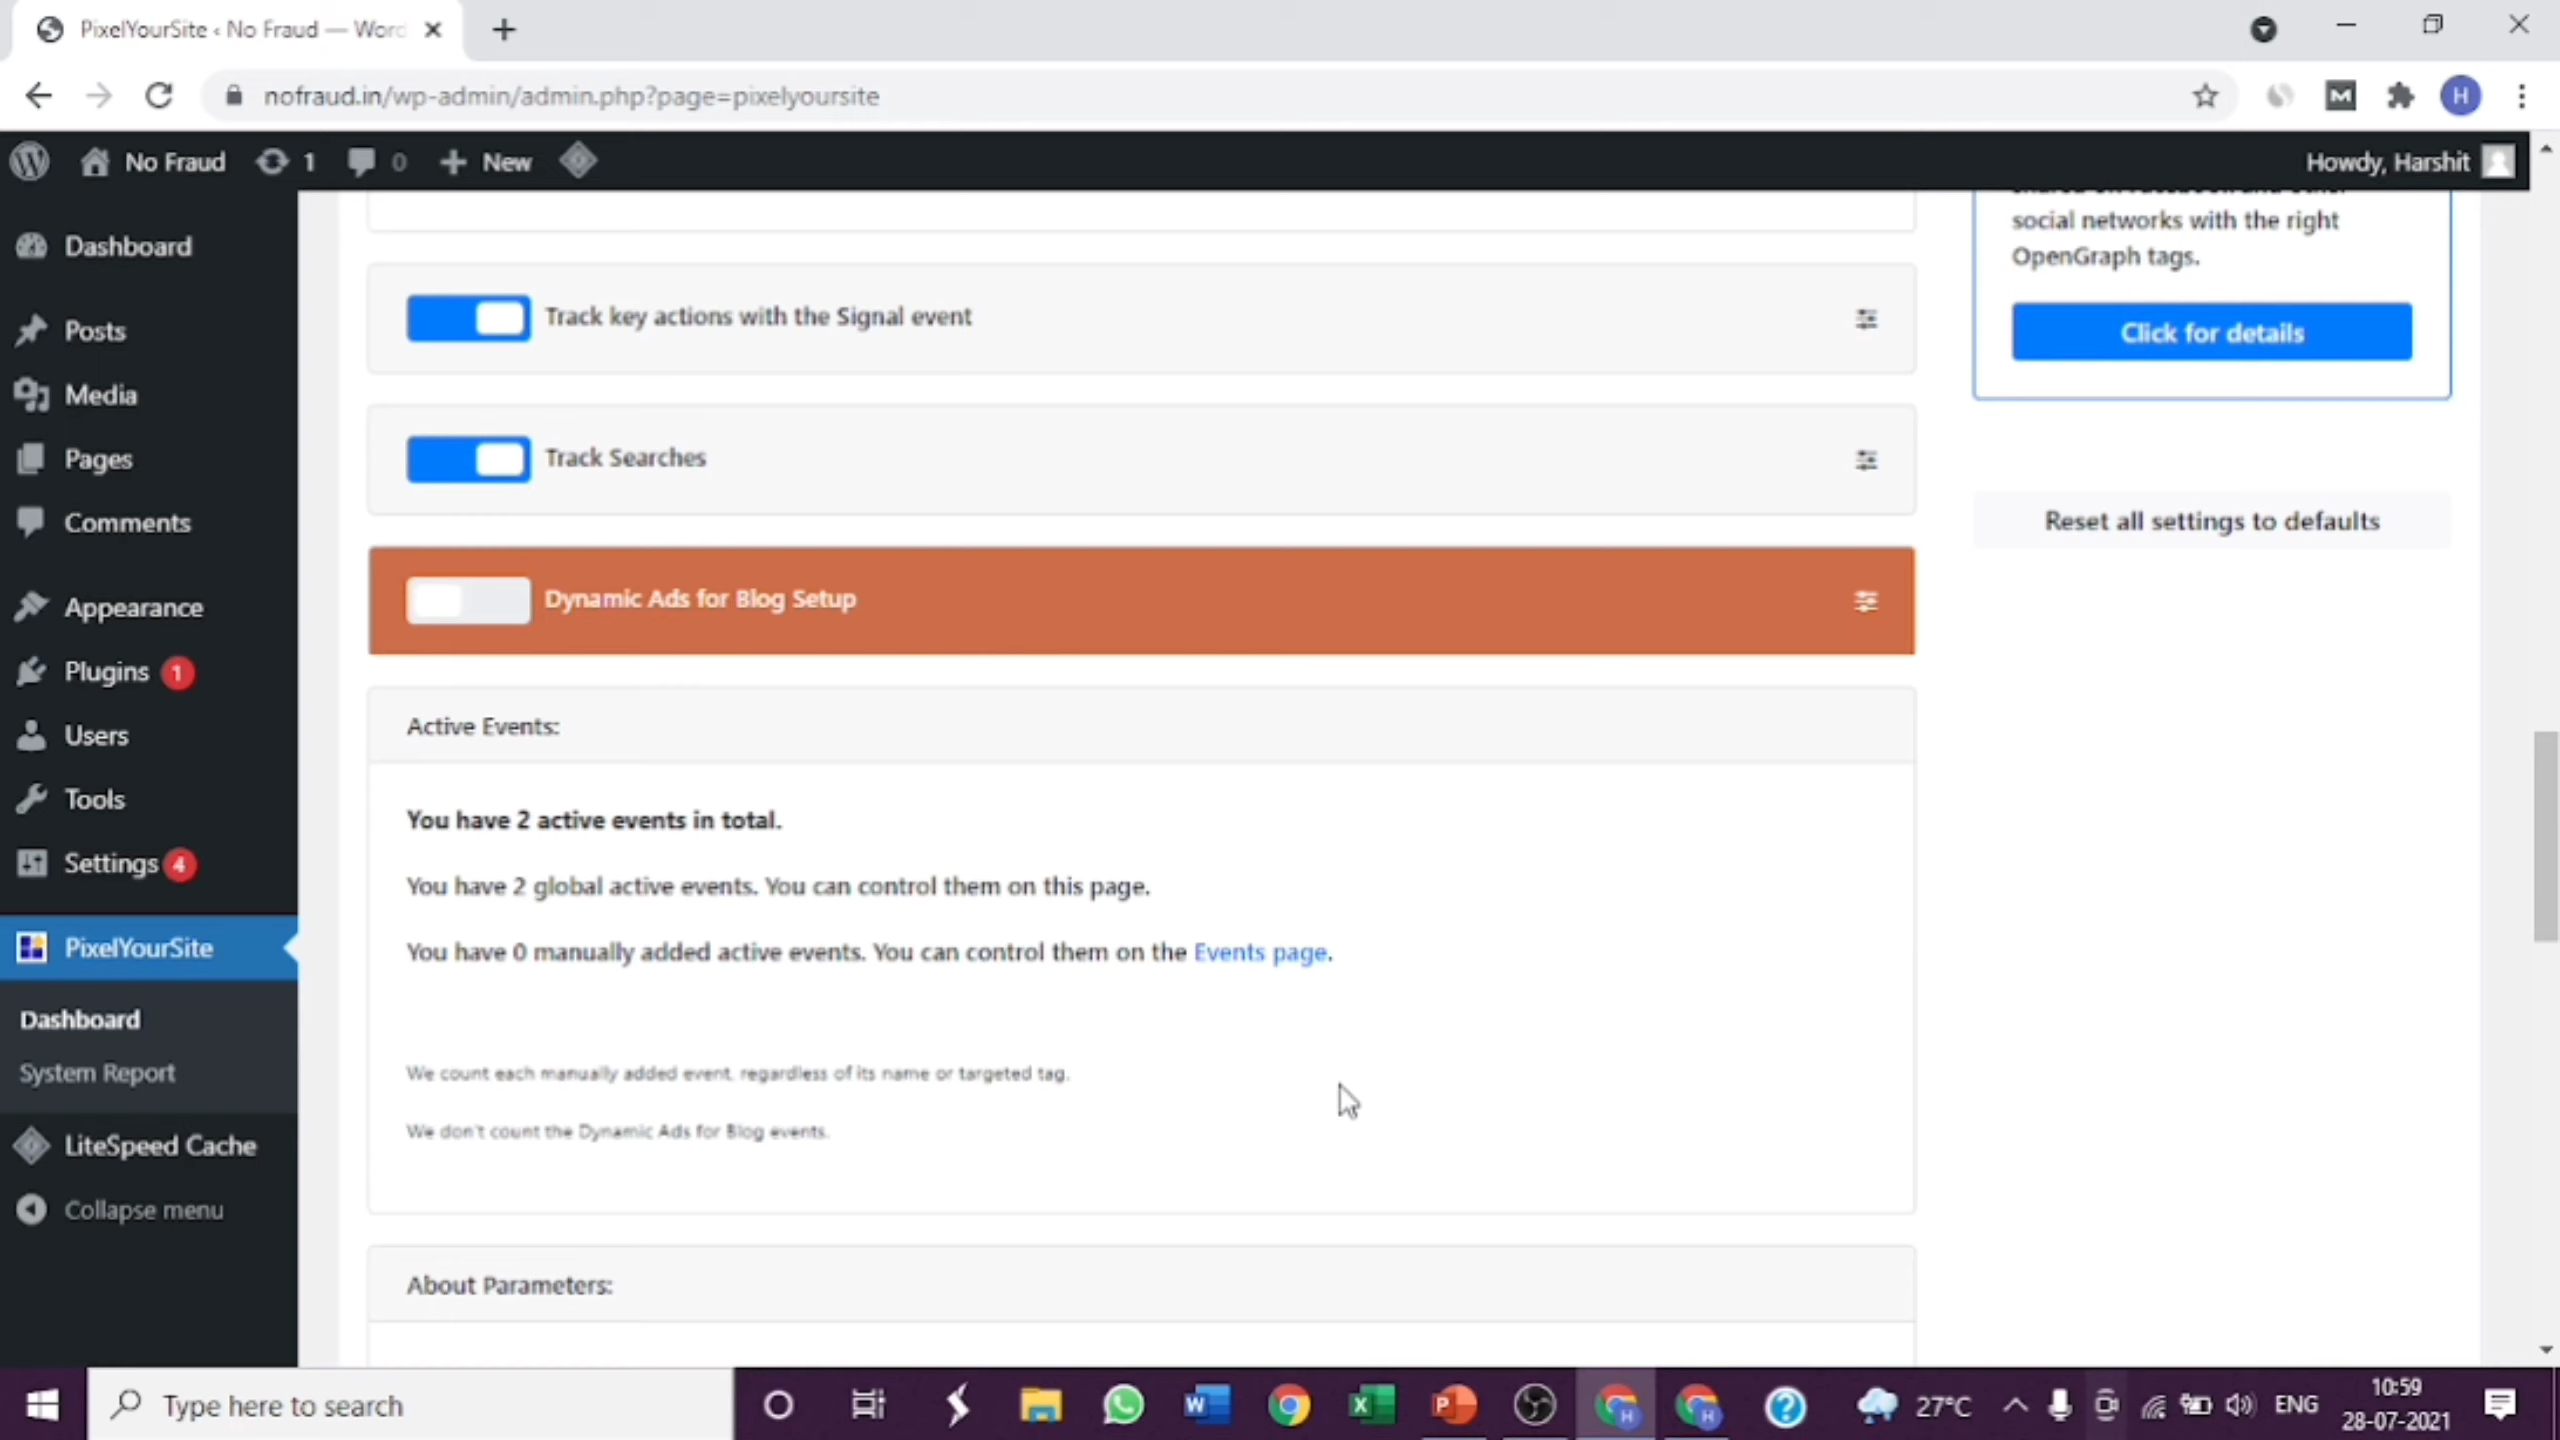 PixelYourSite ‹ No Fraud — Word
nofraud.in/wp-admin/admin.php?page=pixelyoursite
H
No Fraud
1
0
New
Howdy, Harshit
Dashboard
Posts
Media
Pages
Comments
Appearance
Plugins 1
Users
Tools
Settings 4
PixelYourSite
Dashboard
System Report
LiteSpeed Cache
Collapse menu
Track key actions with the Signal event
Track Searches
Dynamic Ads for Blog Setup
Active Events:
You have 2 active events in total.
You have 2 global active events. You can control them on this page.
You have 0 manually added active events. You can control them on the Events page.
We count each manually added event, regardless of its name or targeted tag.
We don't count the Dynamic Ads for Blog events.
About Parameters:
social networks with the right
OpenGraph tags.
Click for details
Reset all settings to defaults
Type here to search
27°C
ENG
10:59
28-07-2021